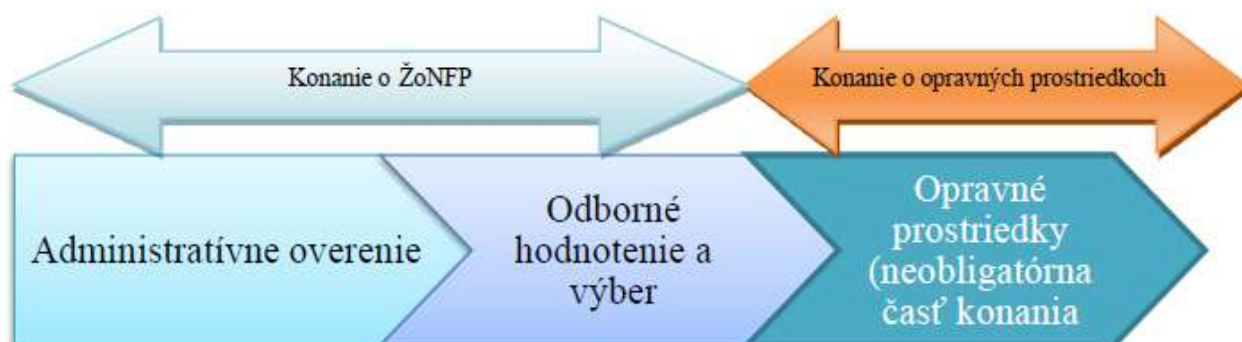 Konanie o ŽoNFP
Konanie o opravných prostriedkoch
Administratívne overenie
Odborné
hodnotenie a
výber
Opravné
prostriedky
(neobligatórna
časť konania